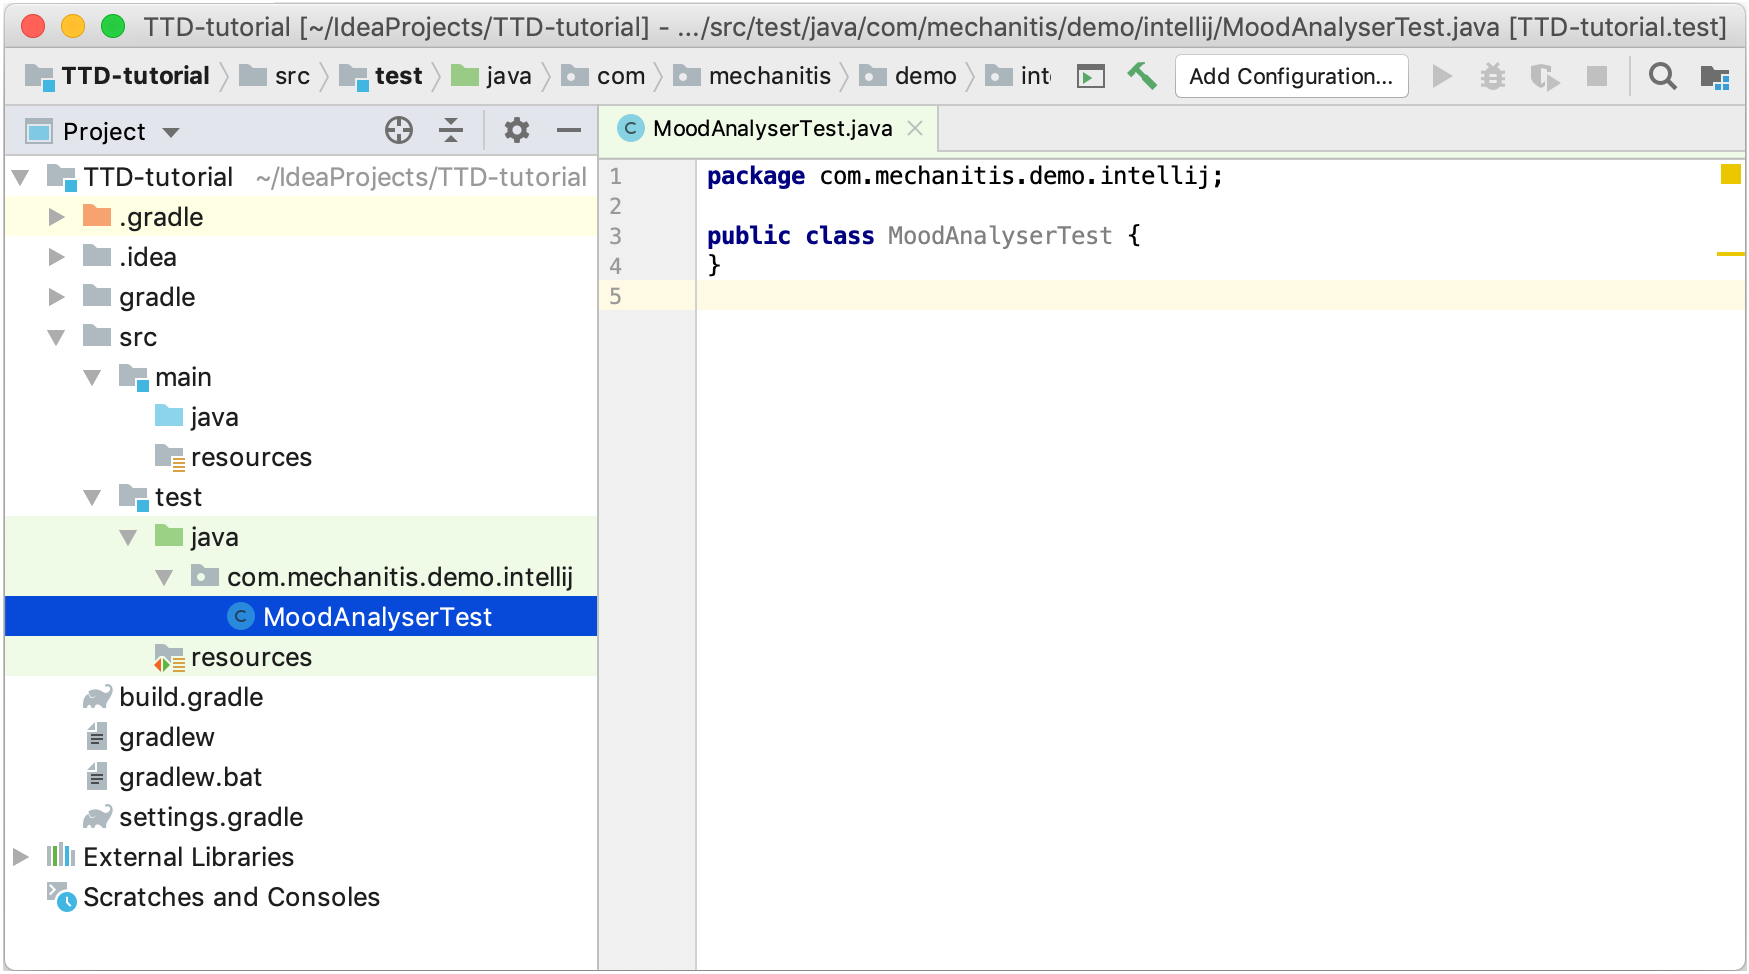 TTD-tutorial [~/IdeaProjects/TTD-tutorial] - .../src/test/java/com/mechanitis/demo/intellij/MoodAnalyserTest.java [TTD-tutorial.test]
TTD-tutorial src test java com mechanitis demo int Add Configuration...
Project
MoodAnalyserTest.java
TTD-tutorial ~/IdeaProjects/TTD-tutorial
.gradle
.idea
gradle
src
main
java
resources
test
java
com.mechanitis.demo.intellij
MoodAnalyserTest
resources
build.gradle
gradlew
gradlew.bat
settings.gradle
External Libraries
Scratches and Consoles
1 package com.mechanitis.demo.intellij;
2
3 public class MoodAnalyserTest {
4 }
5